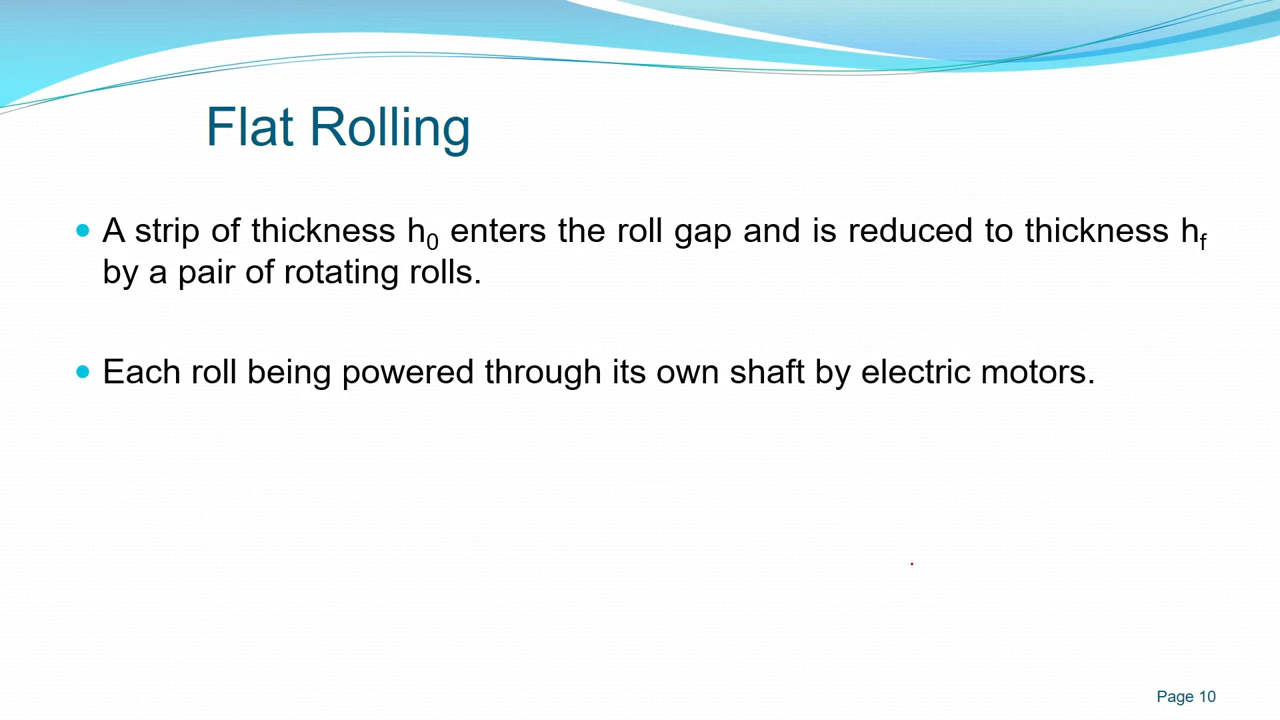 Flat Rolling
• A strip of thickness h₀ enters the roll gap and is reduced to thickness h_f
by a pair of rotating rolls.
• Each roll being powered through its own shaft by electric motors.
Page 10